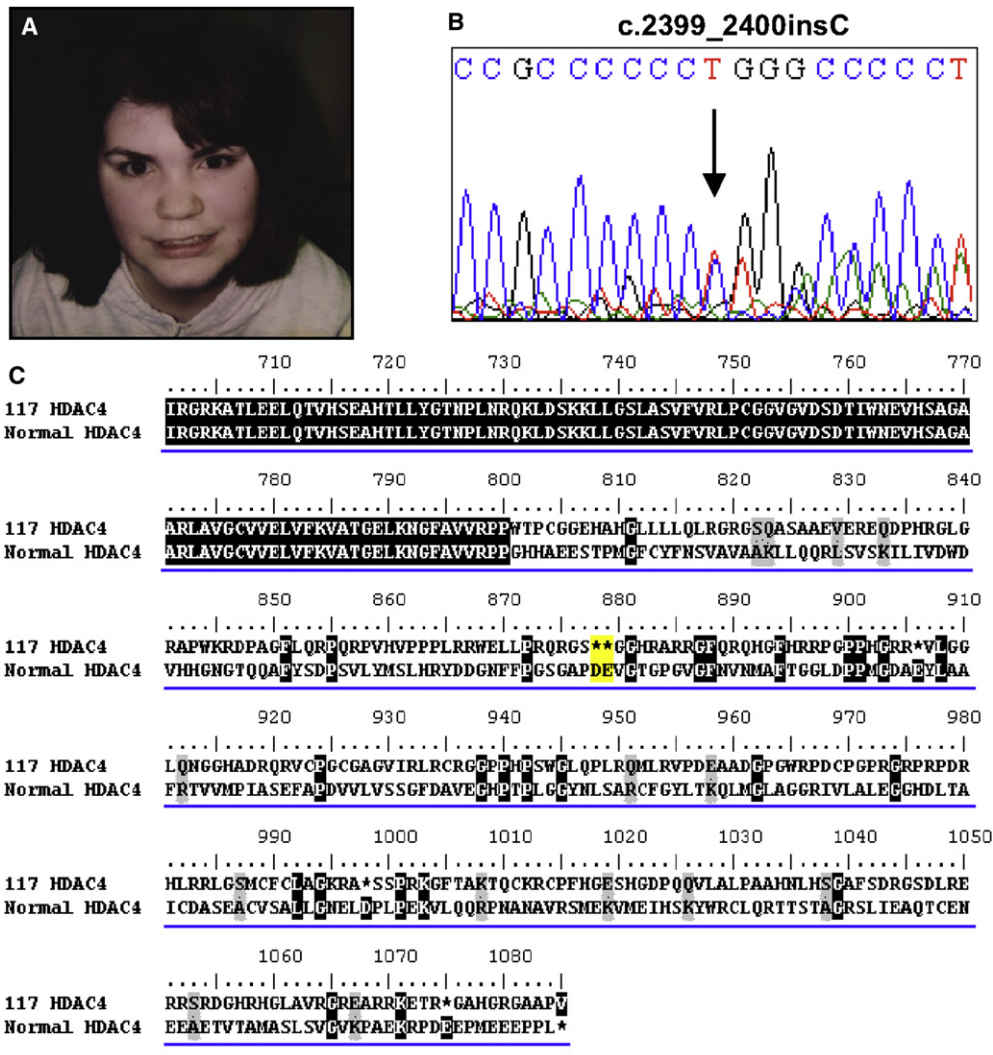 A
B
c.2399_2400insC
C C G C C C C C C T G G G C C C C C T
C
710 720 730 740 750 760 770
117 HDAC4 IRGRKATLEELQTVHSEAHTLLYGTNPLNRQKLDSKKLLGSLASVFVRLPCGGVGVDSDTIWNEVHSAGA
Normal HDAC4 IRGRKATLEELQTVHSEAHTLLYGTNPLNRQKLDSKKLLGSLASVFVRLPCGGVGVDSDTIWNEVHSAGA
780 790 800 810 820 830 840
117 HDAC4 ARLAVGCVVELVFKVATGELKNGFAVVRPPWTPCGGEHAHGLLLLQLRGRGSQASAAEVEREQDPHRGLG
Normal HDAC4 ARLAVGCVVELVFKVATGELKNGFAVVRPPGHHAEESTPMGFCYFNSVAVAAKLLQQRLSVSKILIVDWD
850 860 870 880 890 900 910
117 HDAC4 RAPWKRDPAGFLQRPQRPVHVPPPLRRWELLPRQRGS**GGHRARRGFQRQHGFHRRPGPPHGRR*VLGG
Normal HDAC4 VHHGNGTQQAFYSDPSVLYMSLHRYDDGNFFPGSGAPDEVGTGPGVGFNVNMAFTGGLDPPMGDAEYLAA
920 930 940 950 960 970 980
117 HDAC4 LQNGGHADRQRVCPGCGAGVIRLRCRGGPPHPSWGLQPLRQMLRVPDEAADGPGWRPDCPGPRGRPRPDR
Normal HDAC4 FRTVVMPIASEFAPDVVLVSSGFDAVEGHPTPLGGYNLSARCFGYLTKQLMGLAGGRIVLALEGGHDLTA
990 1000 1010 1020 1030 1040 1050
117 HDAC4 HLRRLGSMCFCLAGKRA*SSPRKGFTAKTQCKRCPFHGESHGDPQQVLALPAAHNLHSGAFSDRGSDLRE
Normal HDAC4 ICDASEACVSALLGNELDPLPEKVLQQRPNANAVRSMEKVMEIHSKYWRCLQRTTSTAGRSLIEAQTCEN
1060 1070 1080
117 HDAC4 RRSRDGHRHGLAVRGREARRKETR*GAHGRGAAPV
Normal HDAC4 EEAETVTAMASLSVGVKPAEKRPDEEPMEEEPPL*